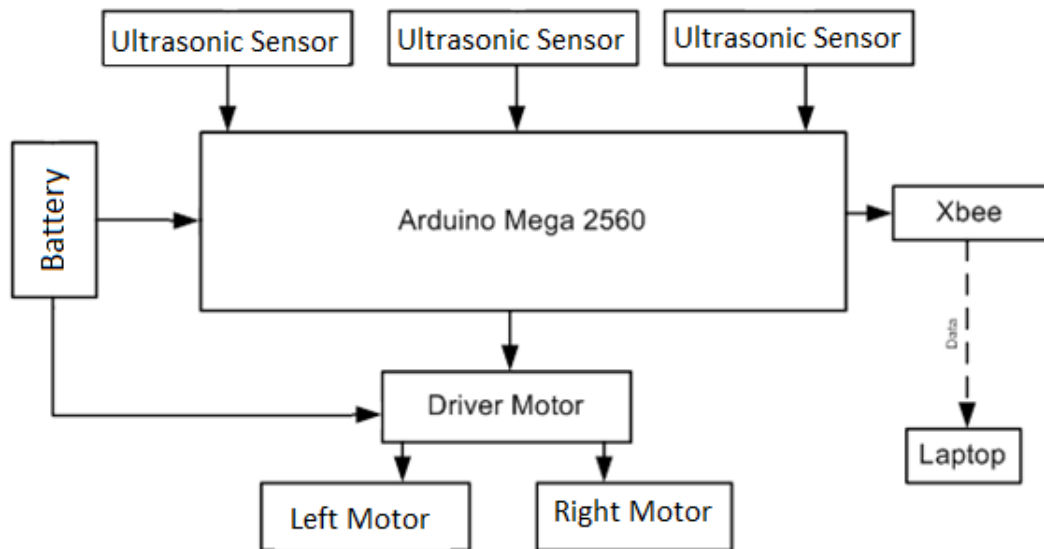 Ultrasonic Sensor
Ultrasonic Sensor
Ultrasonic Sensor
Battery
Arduino Mega 2560
Xbee
Data
Driver Motor
Laptop
Left Motor
Right Motor